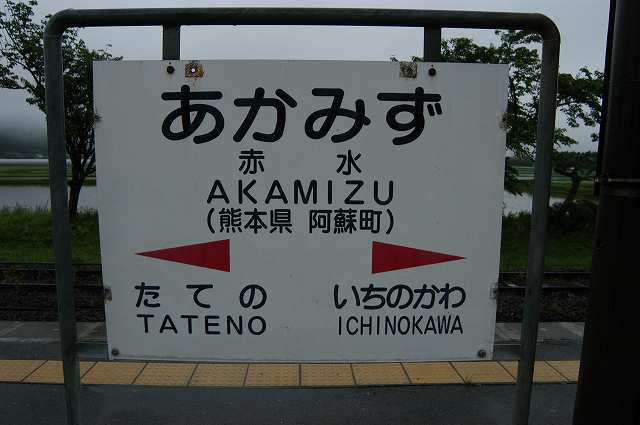 あかみず
赤水
AKAMIZU
(熊本県 阿蘇町)
たての いちのかわ
TATENO ICHINOKAWA